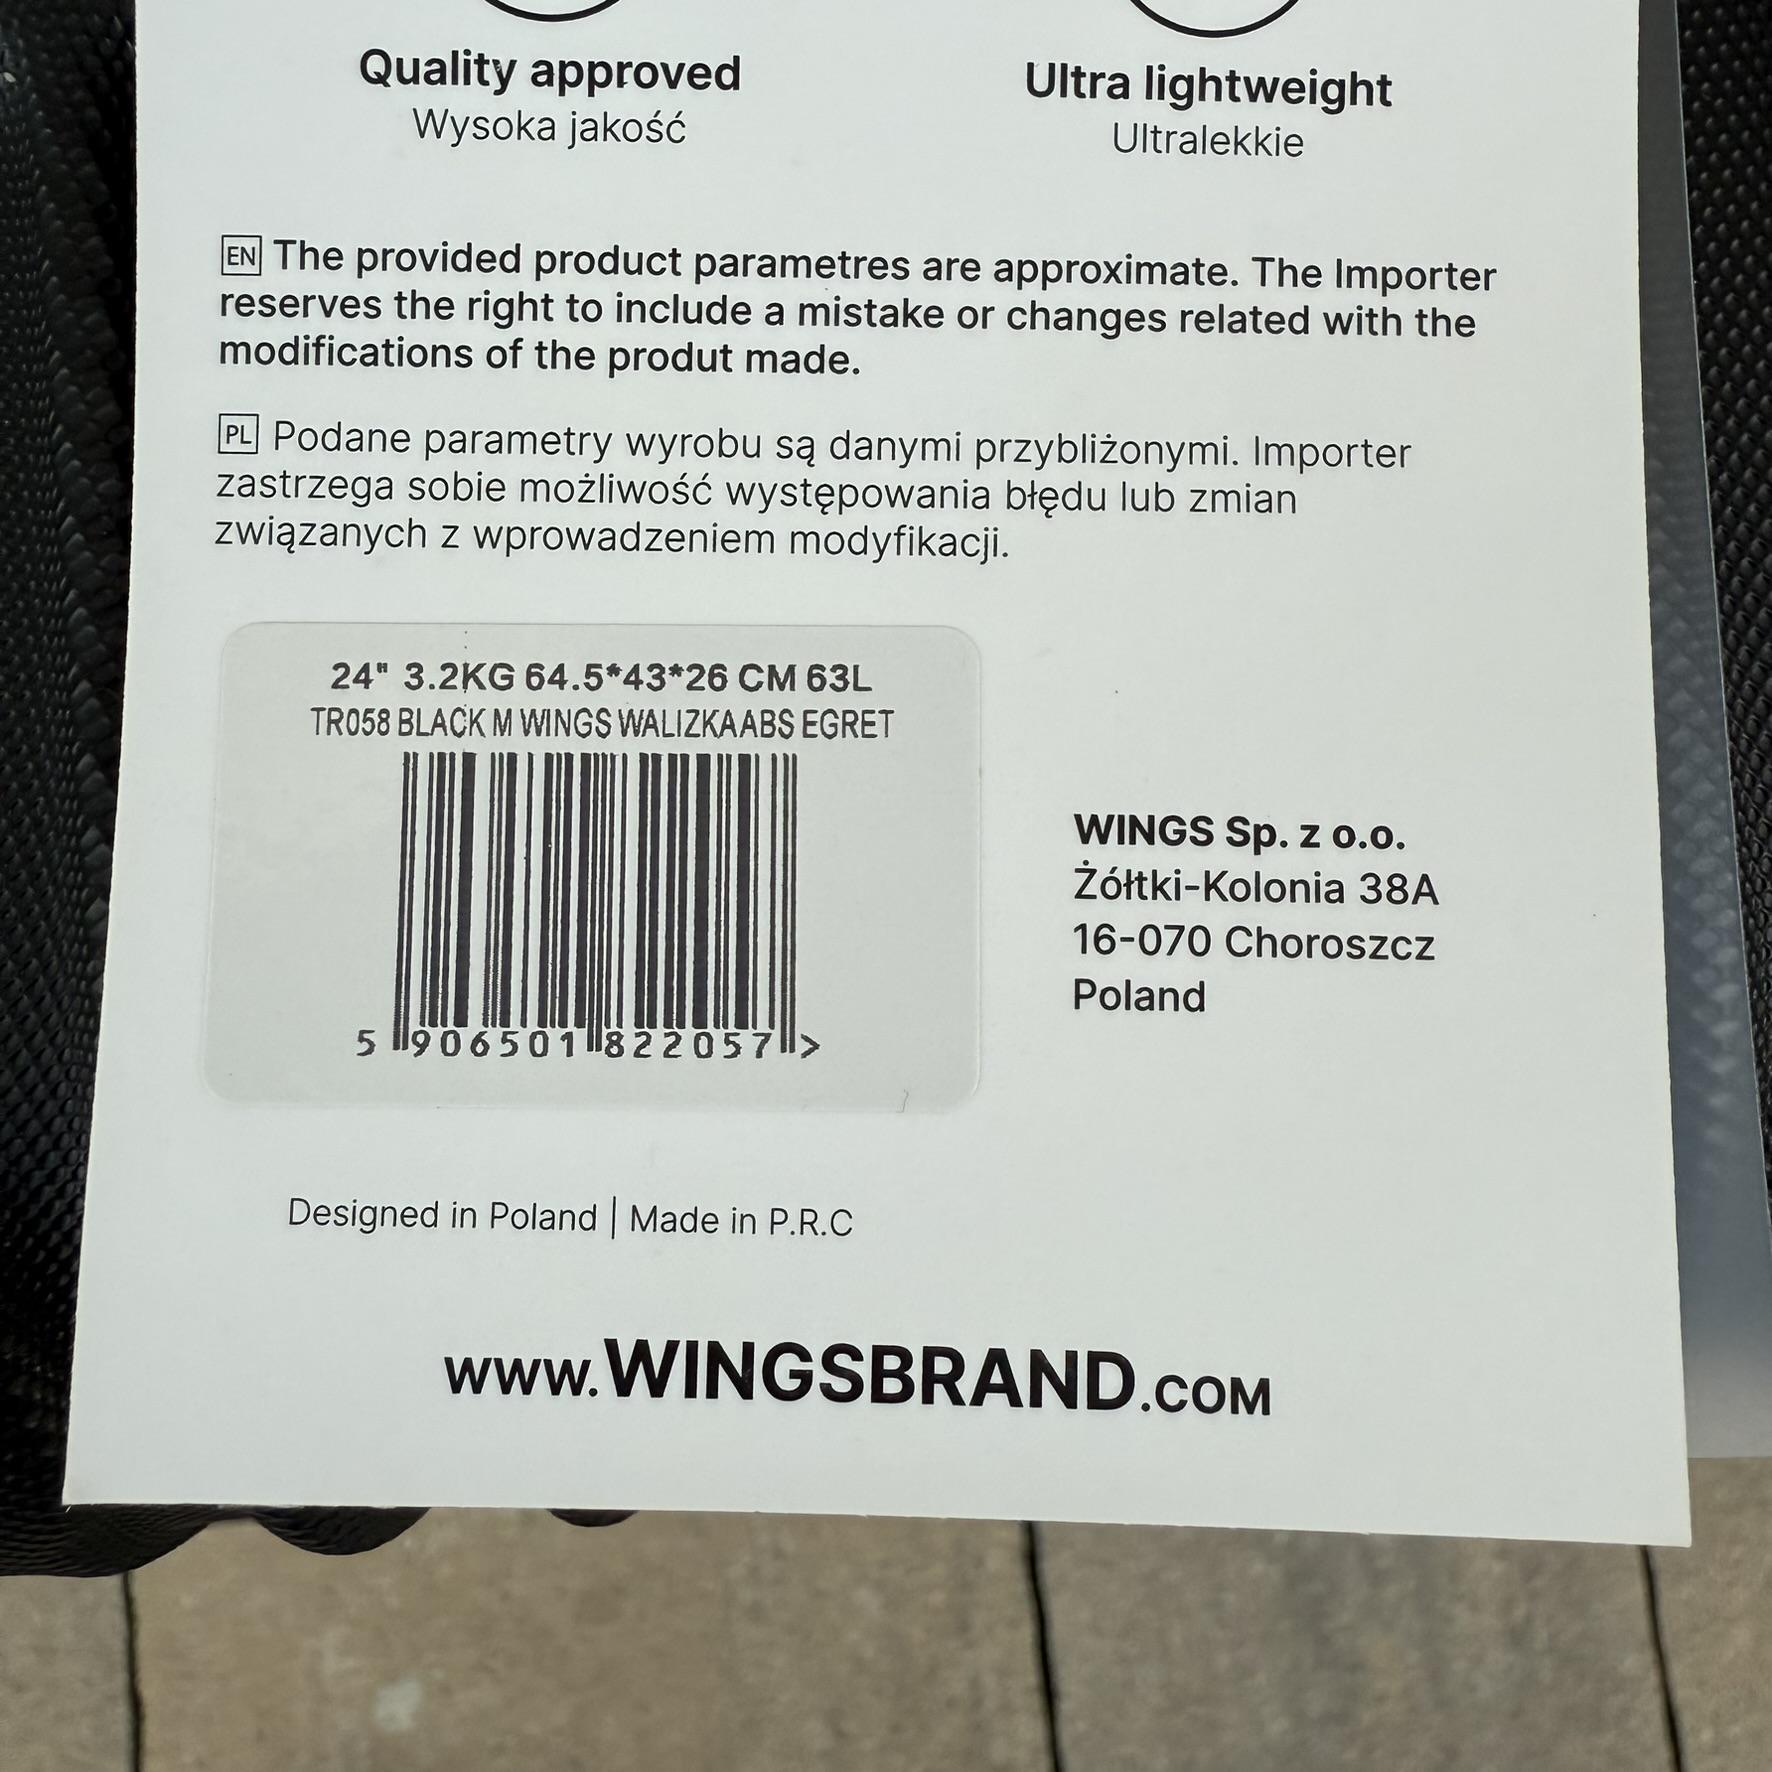 Quality approved
Wysoka jakość
Ultra lightweight
Ultralekkie
EN The provided product parametres are approximate. The Importer
reserves the right to include a mistake or changes related with the
modifications of the produt made.
PL Podane parametry wyrobu są danymi przybliżonymi. Importer
zastrzega sobie możliwość występowania błędu lub zmian
związanych z wprowadzeniem modyfikacji.
24" 3.2KG 64.5*43*26 CM 63L
TR058 BLACK M WINGS WALIZKAABS EGRET
5 906501 822057 >
WINGS Sp. z o.o.
Żółtki-Kolonia 38A
16-070 Choroszcz
Poland
Designed in Poland | Made in P.R.C
www.WINGSBRAND.COM